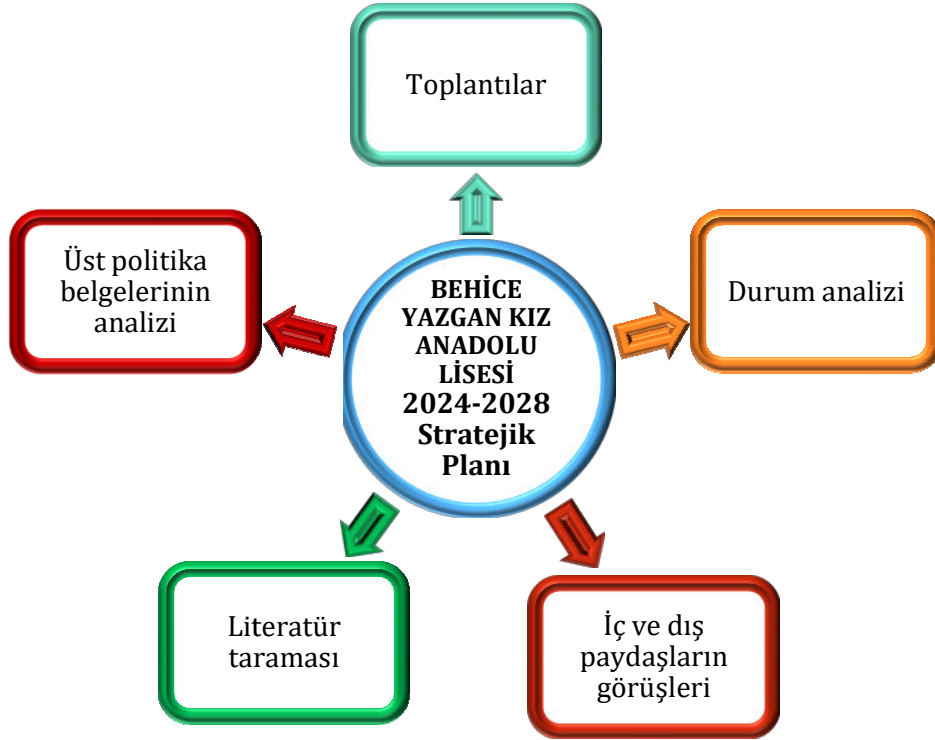 Toplantılar
Üst politika
belgelerinin
analizi
BEHİCE
YAZGAN KIZ
ANADOLU
LİSESİ
2024-2028
Stratejik
Planı
Durum analizi
Literatür
taraması
İç ve dış
paydaşların
görüşleri